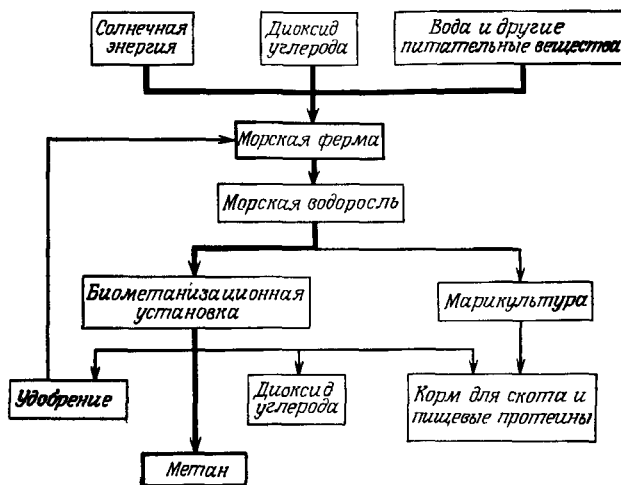 Солнечная
энергия
Диоксид
углерода
Вода и другие
питательные вещества
Морская ферма
Морская водоросль
Биометанизационная
установка
Марикультура
Удобрение
Диоксид
углерода
Корм для скота и
пищевые протеины
Метан